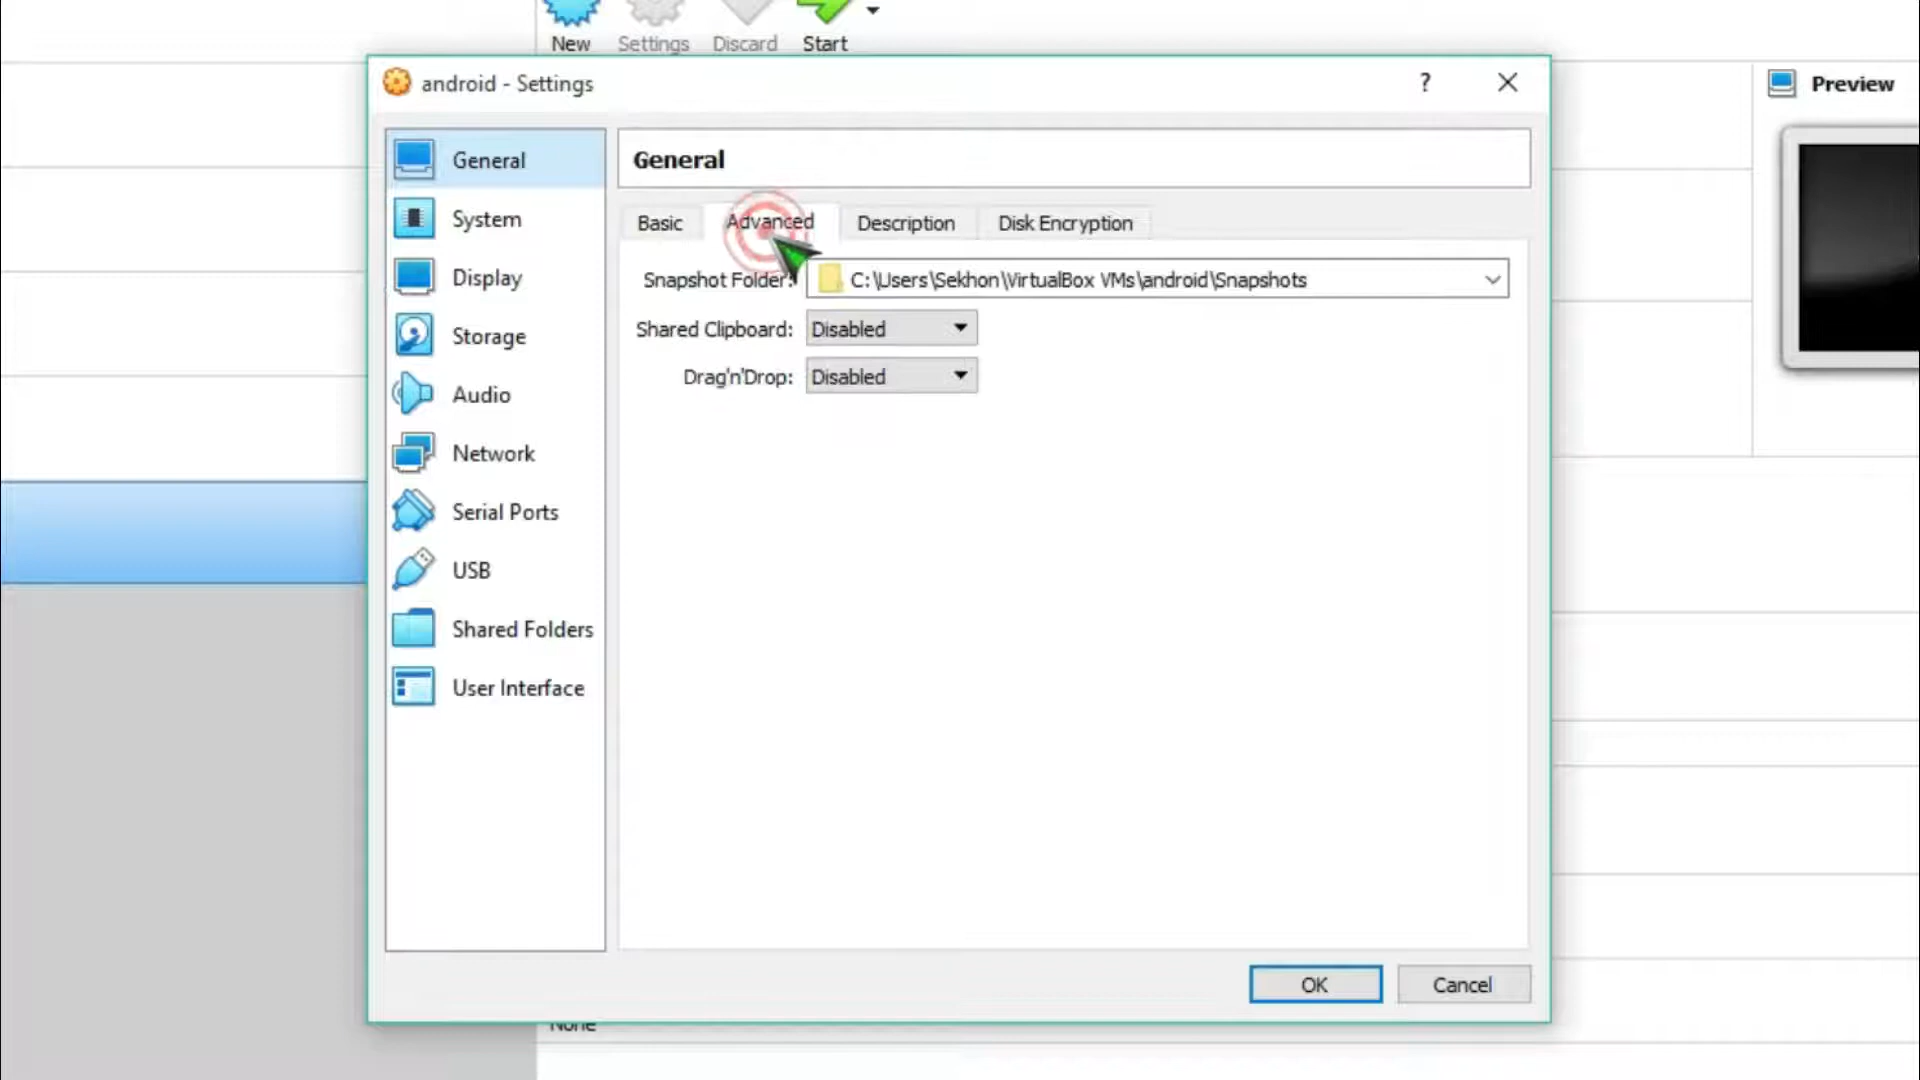 New Settings Discard Start
android - Settings
?
Preview
General
System
Display
Storage
Audio
Network
Serial Ports
USB
Shared Folders
User Interface
General
Basic Advanced Description Disk Encryption
Snapshot Folder: C:\Users\Sekhon\VirtualBox VMs\android\Snapshots
Shared Clipboard: Disabled
Drag'n'Drop: Disabled
OK Cancel
None